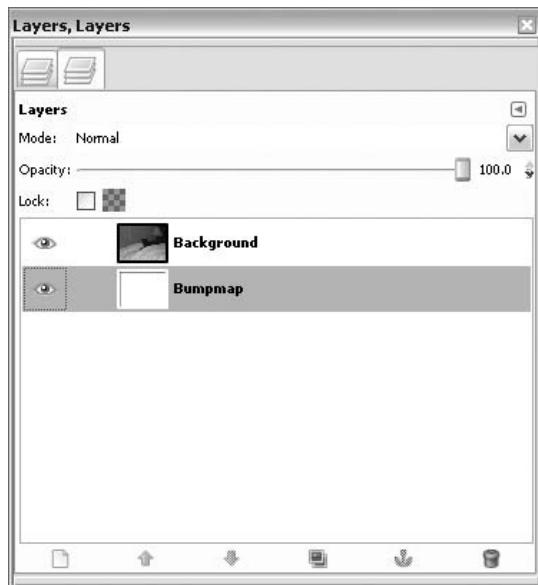 Layers, Layers
Layers
Mode: Normal
Opacity: 100.0
Lock:
Background
Bumpmap